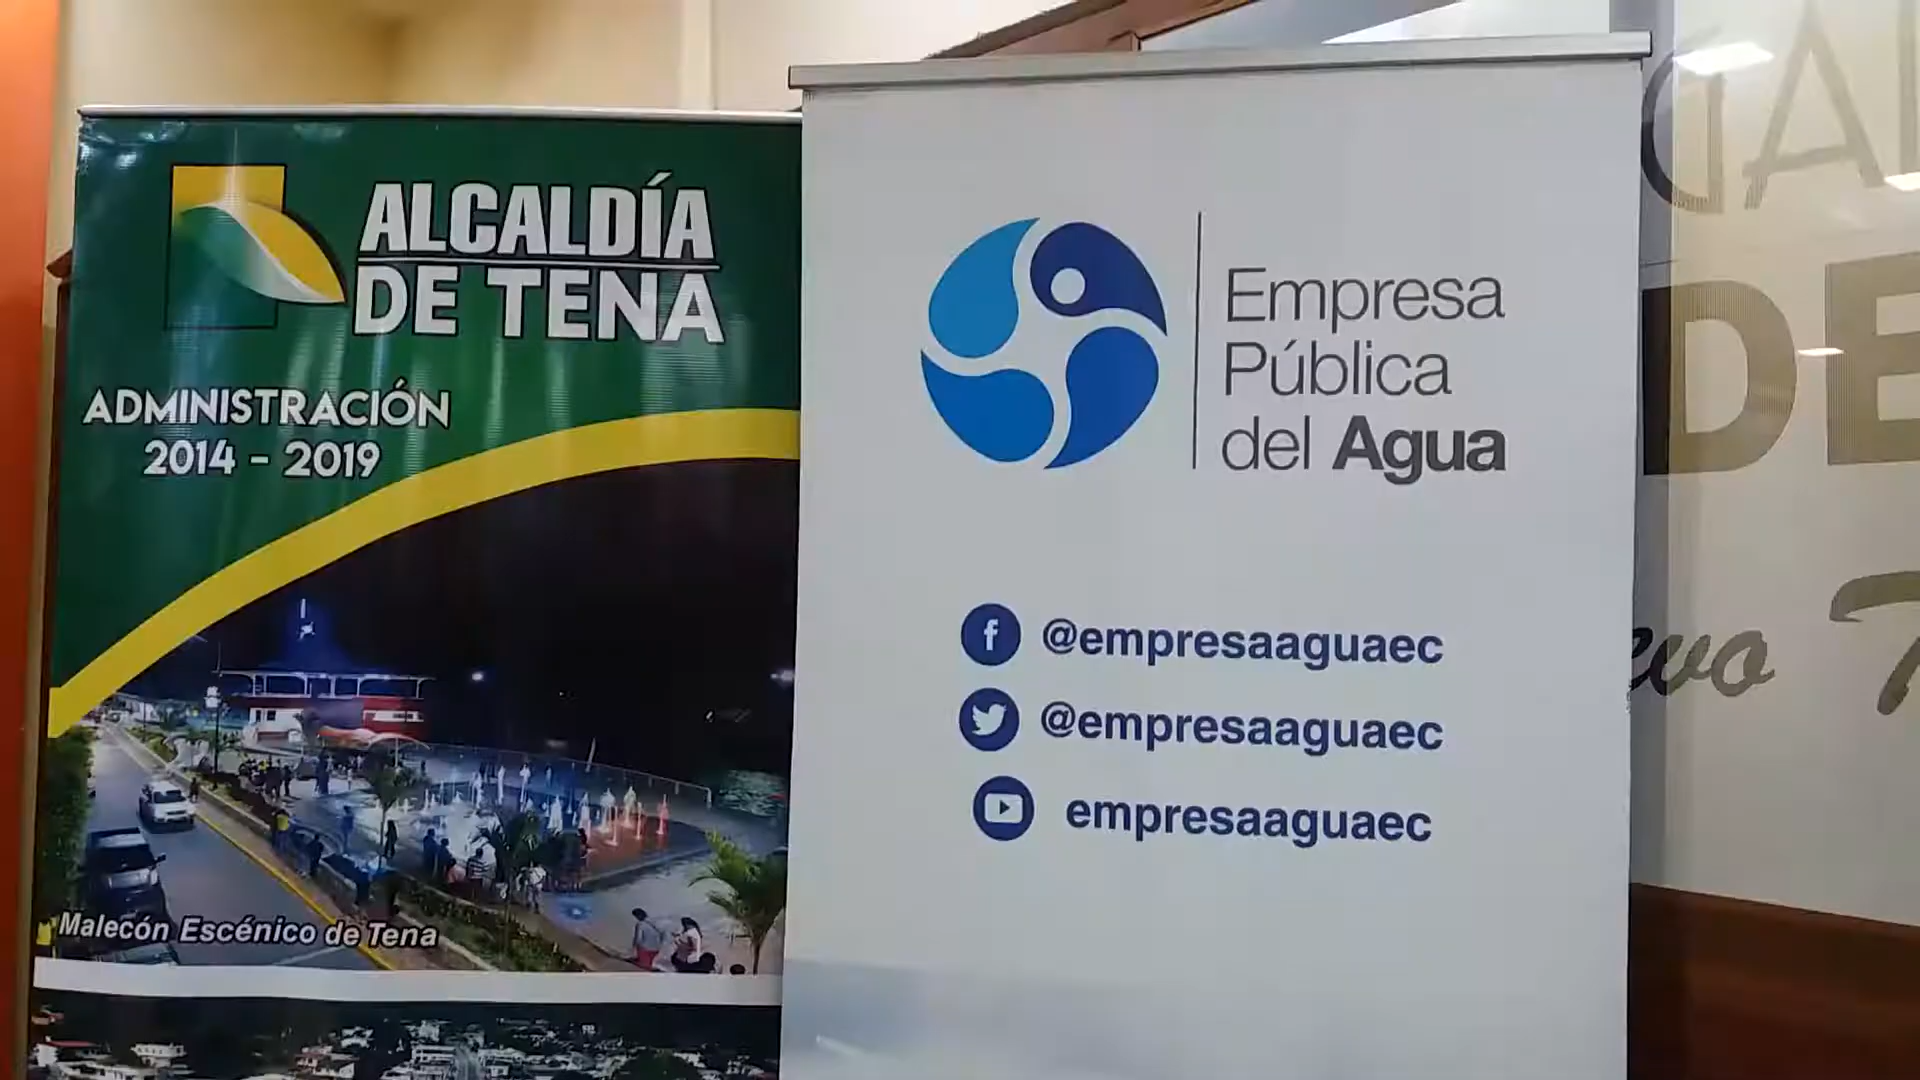 ALCALDÍA
DE TENA
ADMINISTRACIÓN
2014 - 2019
Malecón Escénico de Tena
Empresa
Pública
del Agua
@empresaaguaec
@empresaaguaec
empresaaguaec
DE